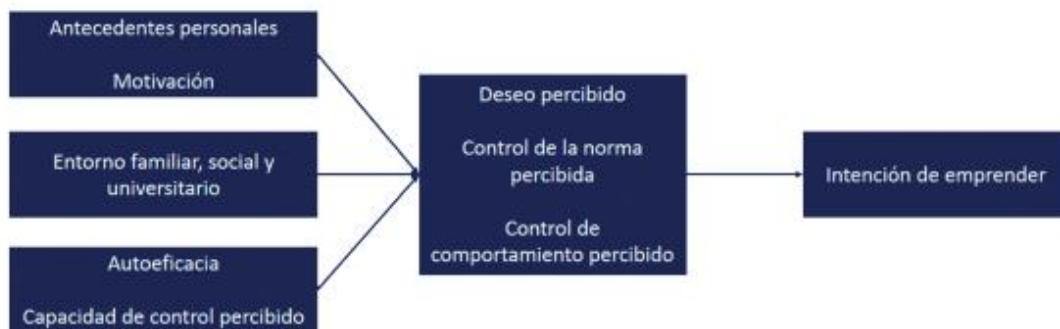 Antecedentes personales
Motivación
Entorno familiar, social y
universitario
Autoeficacia
Capacidad de control percibido
Deseo percibido
Control de la norma
percibida
Control de
comportamiento percibido
Intención de emprender